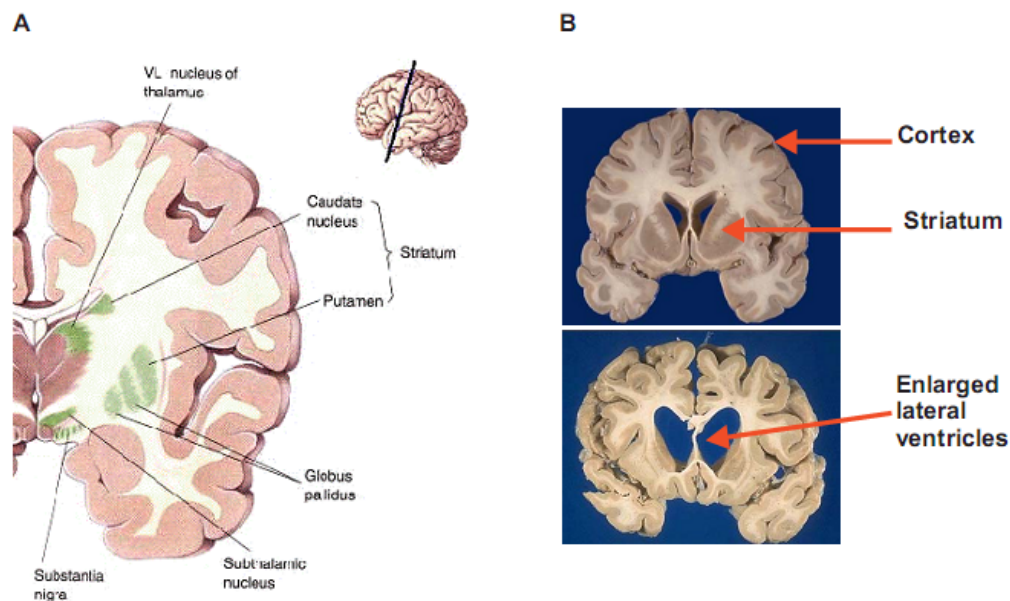 A
B
VL nucleus of
thalamus
Caudate
nucleus
Striatum
Putamen
Globus
pallidus
Subthalamic
nucleus
Substantia
nigra
Cortex
Striatum
Enlarged
lateral
ventricles